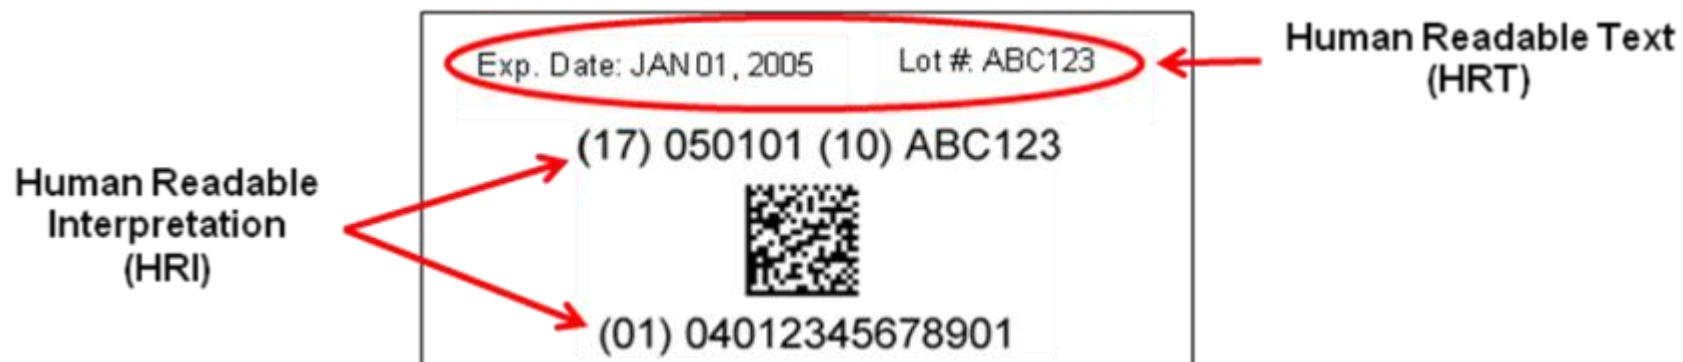 Exp. Date: JAN 01, 2005 Lot #: ABC123
Human Readable Text
(HRT)
(17) 050101 (10) ABC123
Human Readable
Interpretation
(HRI)
(01) 04012345678901